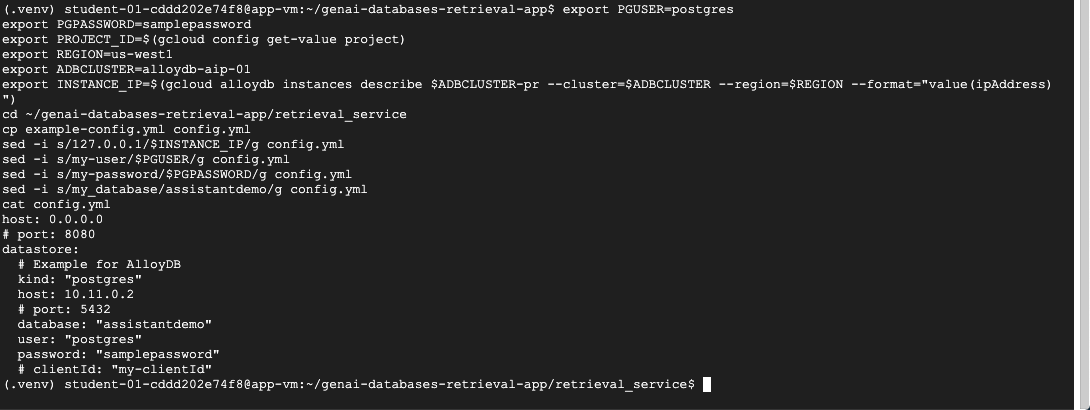 (.venv) student-01-cddd202e74f8@app-vm:~/genai-databases-retrieval-app$ export PGUSER=postgres
export PGPASSWORD=samplepassword
export PROJECT_ID=$(gcloud config get-value project)
export REGION=us-west1
export ADBCLUSTER=alloydb-aip-01
export INSTANCE_IP=$(gcloud alloydb instances describe $ADBCLUSTER-pr --cluster=$ADBCLUSTER --region=$REGION --format="value(ipAddress)
")
cd ~/genai-databases-retrieval-app/retrieval_service
cp example-config.yml config.yml
sed -i s/127.0.0.1/$INSTANCE_IP/g config.yml
sed -i s/my-user/$PGUSER/g config.yml
sed -i s/my-password/$PGPASSWORD/g config.yml
sed -i s/my_database/assistantdemo/g config.yml
cat config.yml
host: 0.0.0.0
# port: 8080
datastore:
  # Example for AlloyDB
  kind: "postgres"
  host: 10.11.0.2
  # port: 5432
  database: "assistantdemo"
  user: "postgres"
  password: "samplepassword"
  # clientId: "my-clientId"
(.venv) student-01-cddd202e74f8@app-vm:~/genai-databases-retrieval-app/retrieval_service$